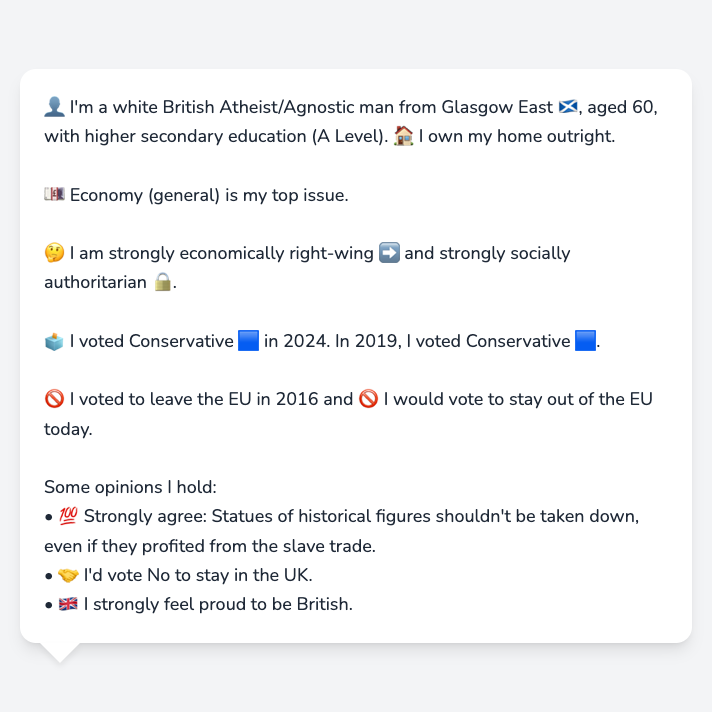 👤 I'm a white British Atheist/Agnostic man from Glasgow East 🏴󠁧󠁢󠁳󠁣󠁴󠁿, aged 60,
with higher secondary education (A Level). 🏠 I own my home outright.
💷 Economy (general) is my top issue.
🤔 I am strongly economically right-wing ➡️ and strongly socially
authoritarian 🔒.
🗳️ I voted Conservative 🟦 in 2024. In 2019, I voted Conservative 🟦.
🚫 I voted to leave the EU in 2016 and 🚫 I would vote to stay out of the EU
today.
Some opinions I hold:
• 💯 Strongly agree: Statues of historical figures shouldn't be taken down,
even if they profited from the slave trade.
• 🤝 I'd vote No to stay in the UK.
• 🇬🇧 I strongly feel proud to be British.